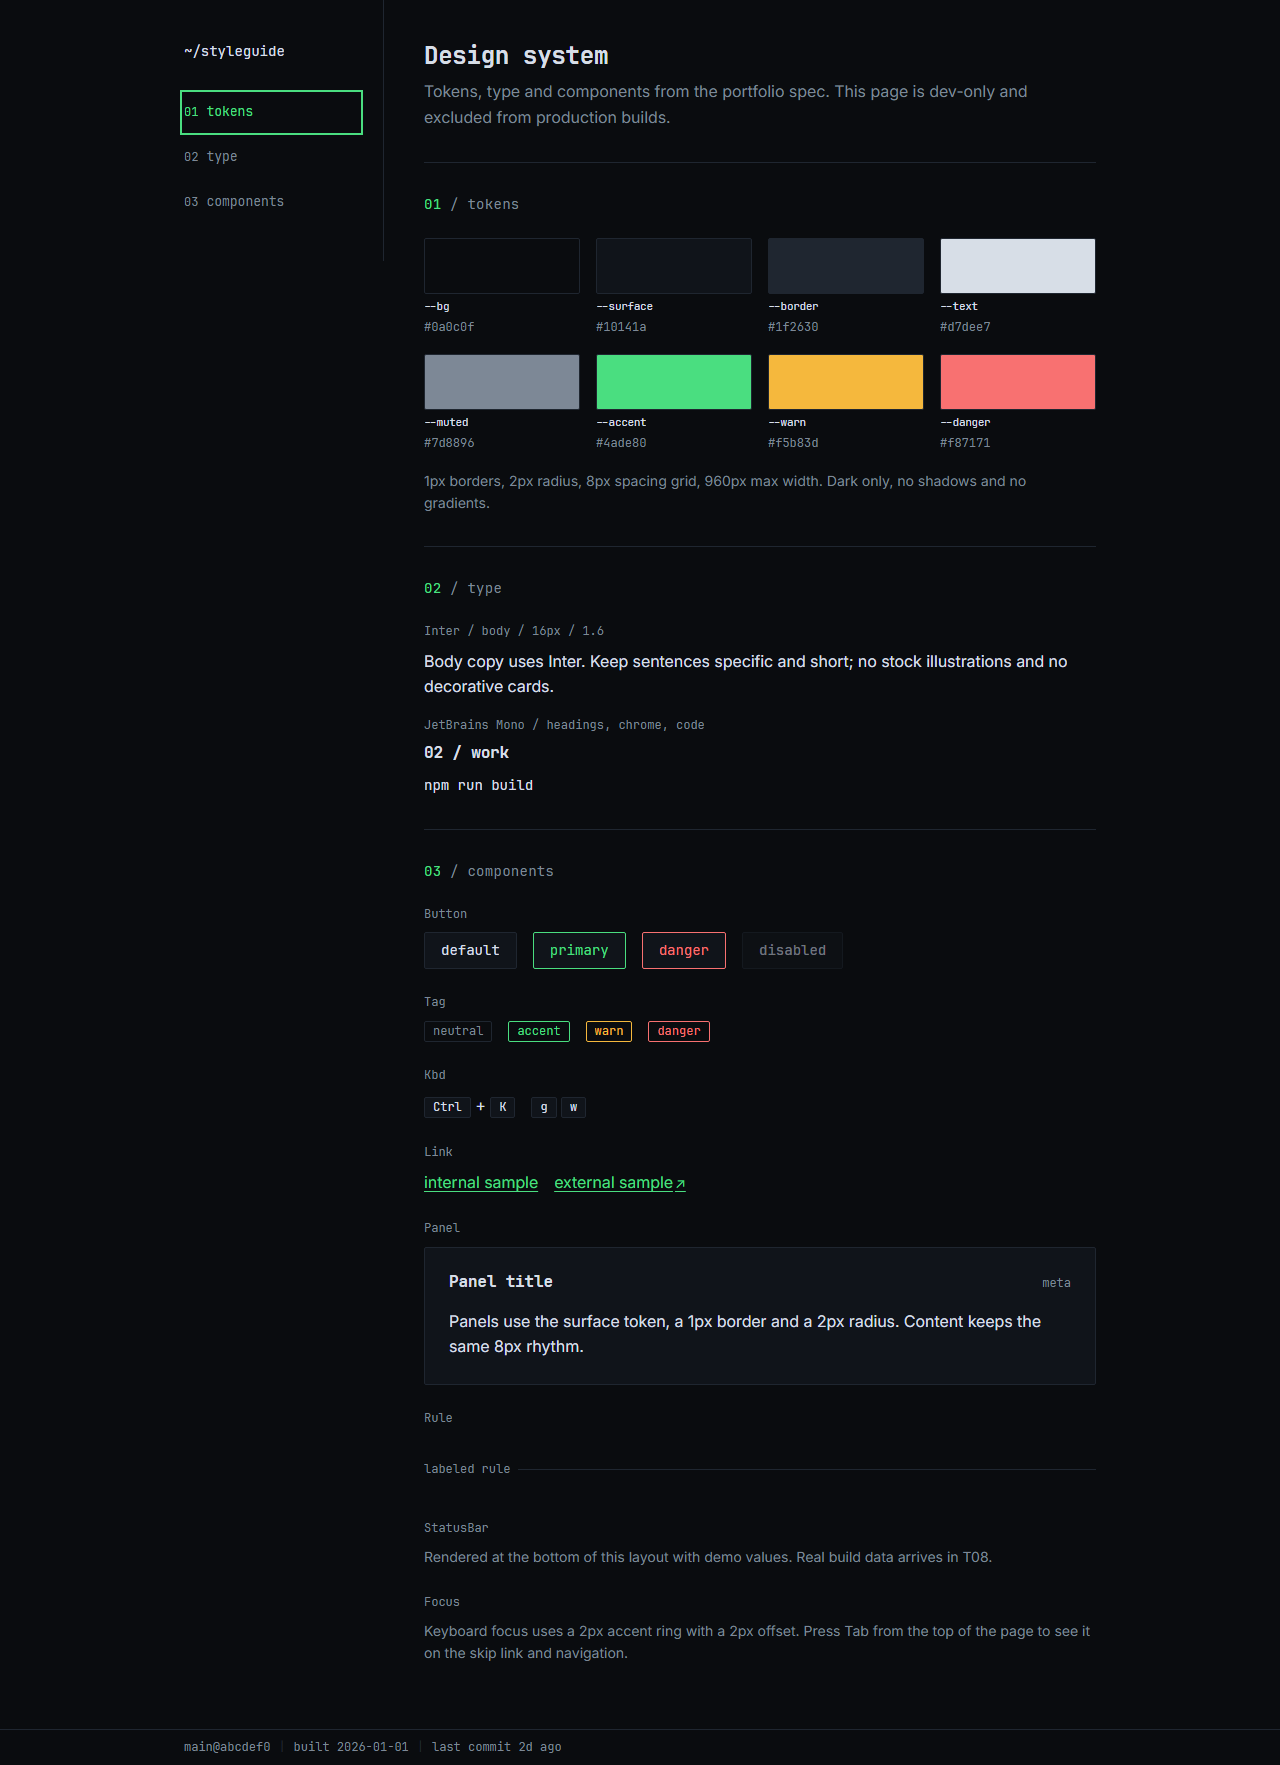 ~/styleguide
01 tokens
02 type
03 components
Design system
Tokens, type and components from the portfolio spec. This page is dev-only and
excluded from production builds.
01 / tokens
--bg
#0a0c0f
--surface
#10141a
--border
#1f2630
--text
#d7dee7
--muted
#7d8896
--accent
#4ade80
--warn
#f5b83d
--danger
#f87171
1px borders, 2px radius, 8px spacing grid, 960px max width. Dark only, no shadows and no
gradients.
02 / type
Inter / body / 16px / 1.6
Body copy uses Inter. Keep sentences specific and short; no stock illustrations and no
decorative cards.
JetBrains Mono / headings, chrome, code
02 / work
npm run build
03 / components
Button
default primary danger disabled
Tag
neutral accent warn danger
Kbd
Ctrl + K g w
Link
internal sample external sample↗
Panel
Panel title meta
Panels use the surface token, a 1px border and a 2px radius. Content keeps the
same 8px rhythm.
Rule
labeled rule
StatusBar
Rendered at the bottom of this layout with demo values. Real build data arrives in T08.
Focus
Keyboard focus uses a 2px accent ring with a 2px offset. Press Tab from the top of the page to see it
on the skip link and navigation.
main@abcdef0 | built 2026-01-01 | last commit 2d ago